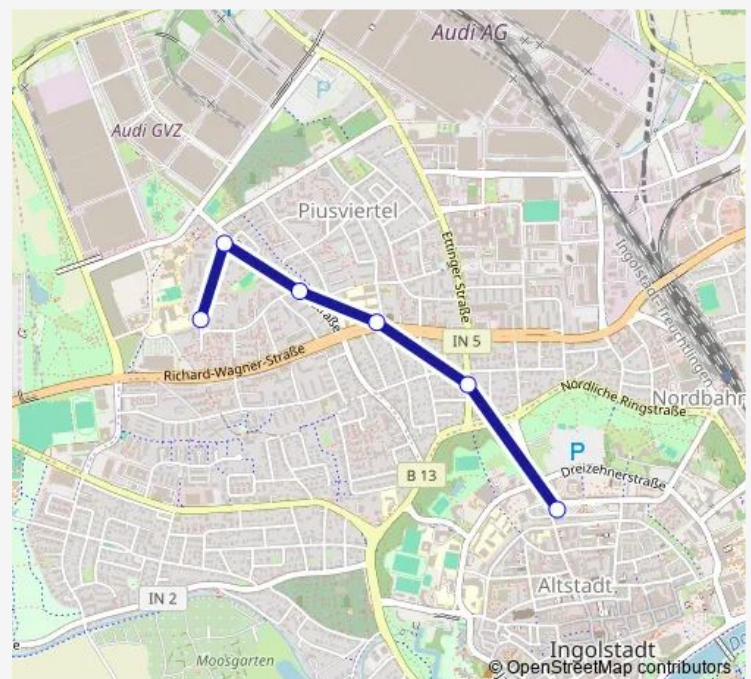 Audi AG
P
Audi GVZ
Piusviertel
Ettinger Straße
Ingolstadt-Treuchtlingen
straße
IN 5
Richard-Wagner-Straße
Nördliche Ringstraße
Nordbahn
P
Dreizehnerstraße
B 13
Altstadt
IN 2
Moosgarten
Ingolstadt
Do
© OpenStreetMap contributors